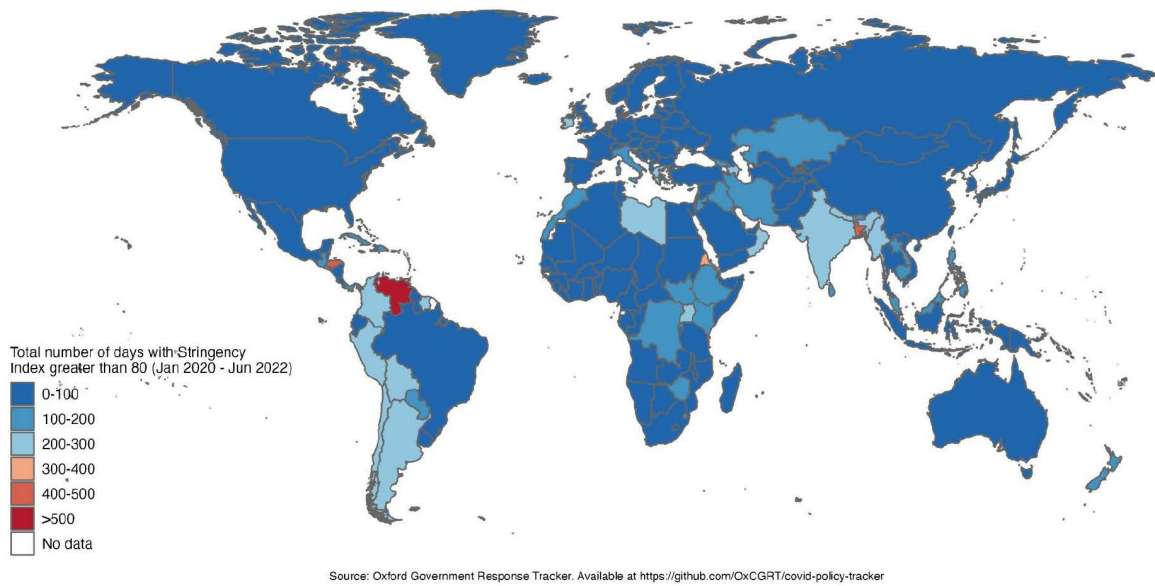 Total number of days with Stringency
Index greater than 80 (Jan 2020 - Jun 2022)
0-100
100-200
200-300
300-400
400-500
>500
No data
Source: Oxford Government Response Tracker. Available at https://github.com/OxCGRT/covid-policy-tracker